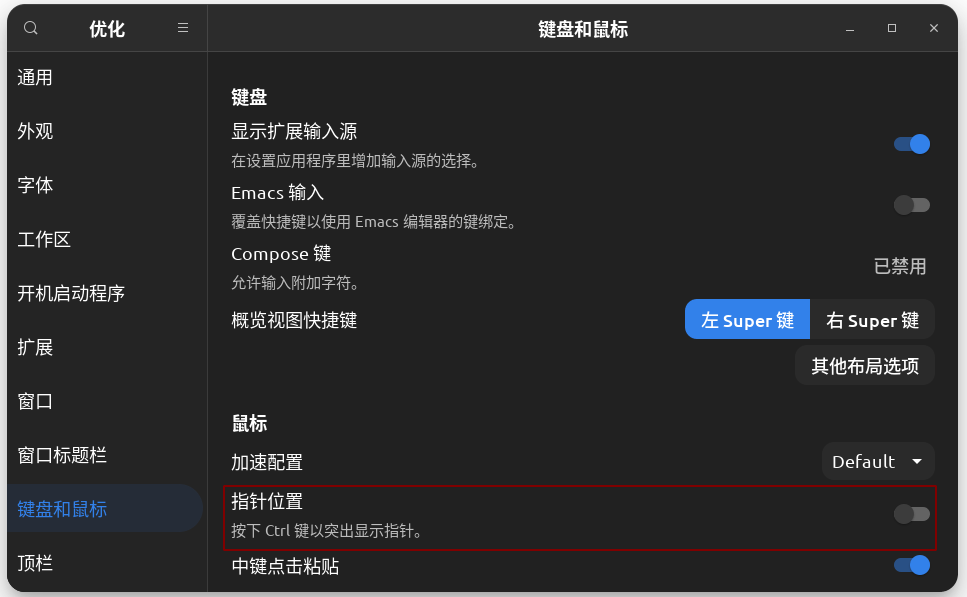 优化
键盘和鼠标
通用
外观
字体
工作区
开机启动程序
扩展
窗口
窗口标题栏
键盘和鼠标
顶栏
键盘
显示扩展输入源
在设置应用程序里增加输入源的选择。
Emacs 输入
覆盖快捷键以使用 Emacs 编辑器的键绑定。
Compose 键
允许输入附加字符。
已禁用
概览视图快捷键
左 Super 键
右 Super 键
其他布局选项
鼠标
加速配置
Default
指针位置
按下 Ctrl 键以突出显示指针。
中键点击粘贴